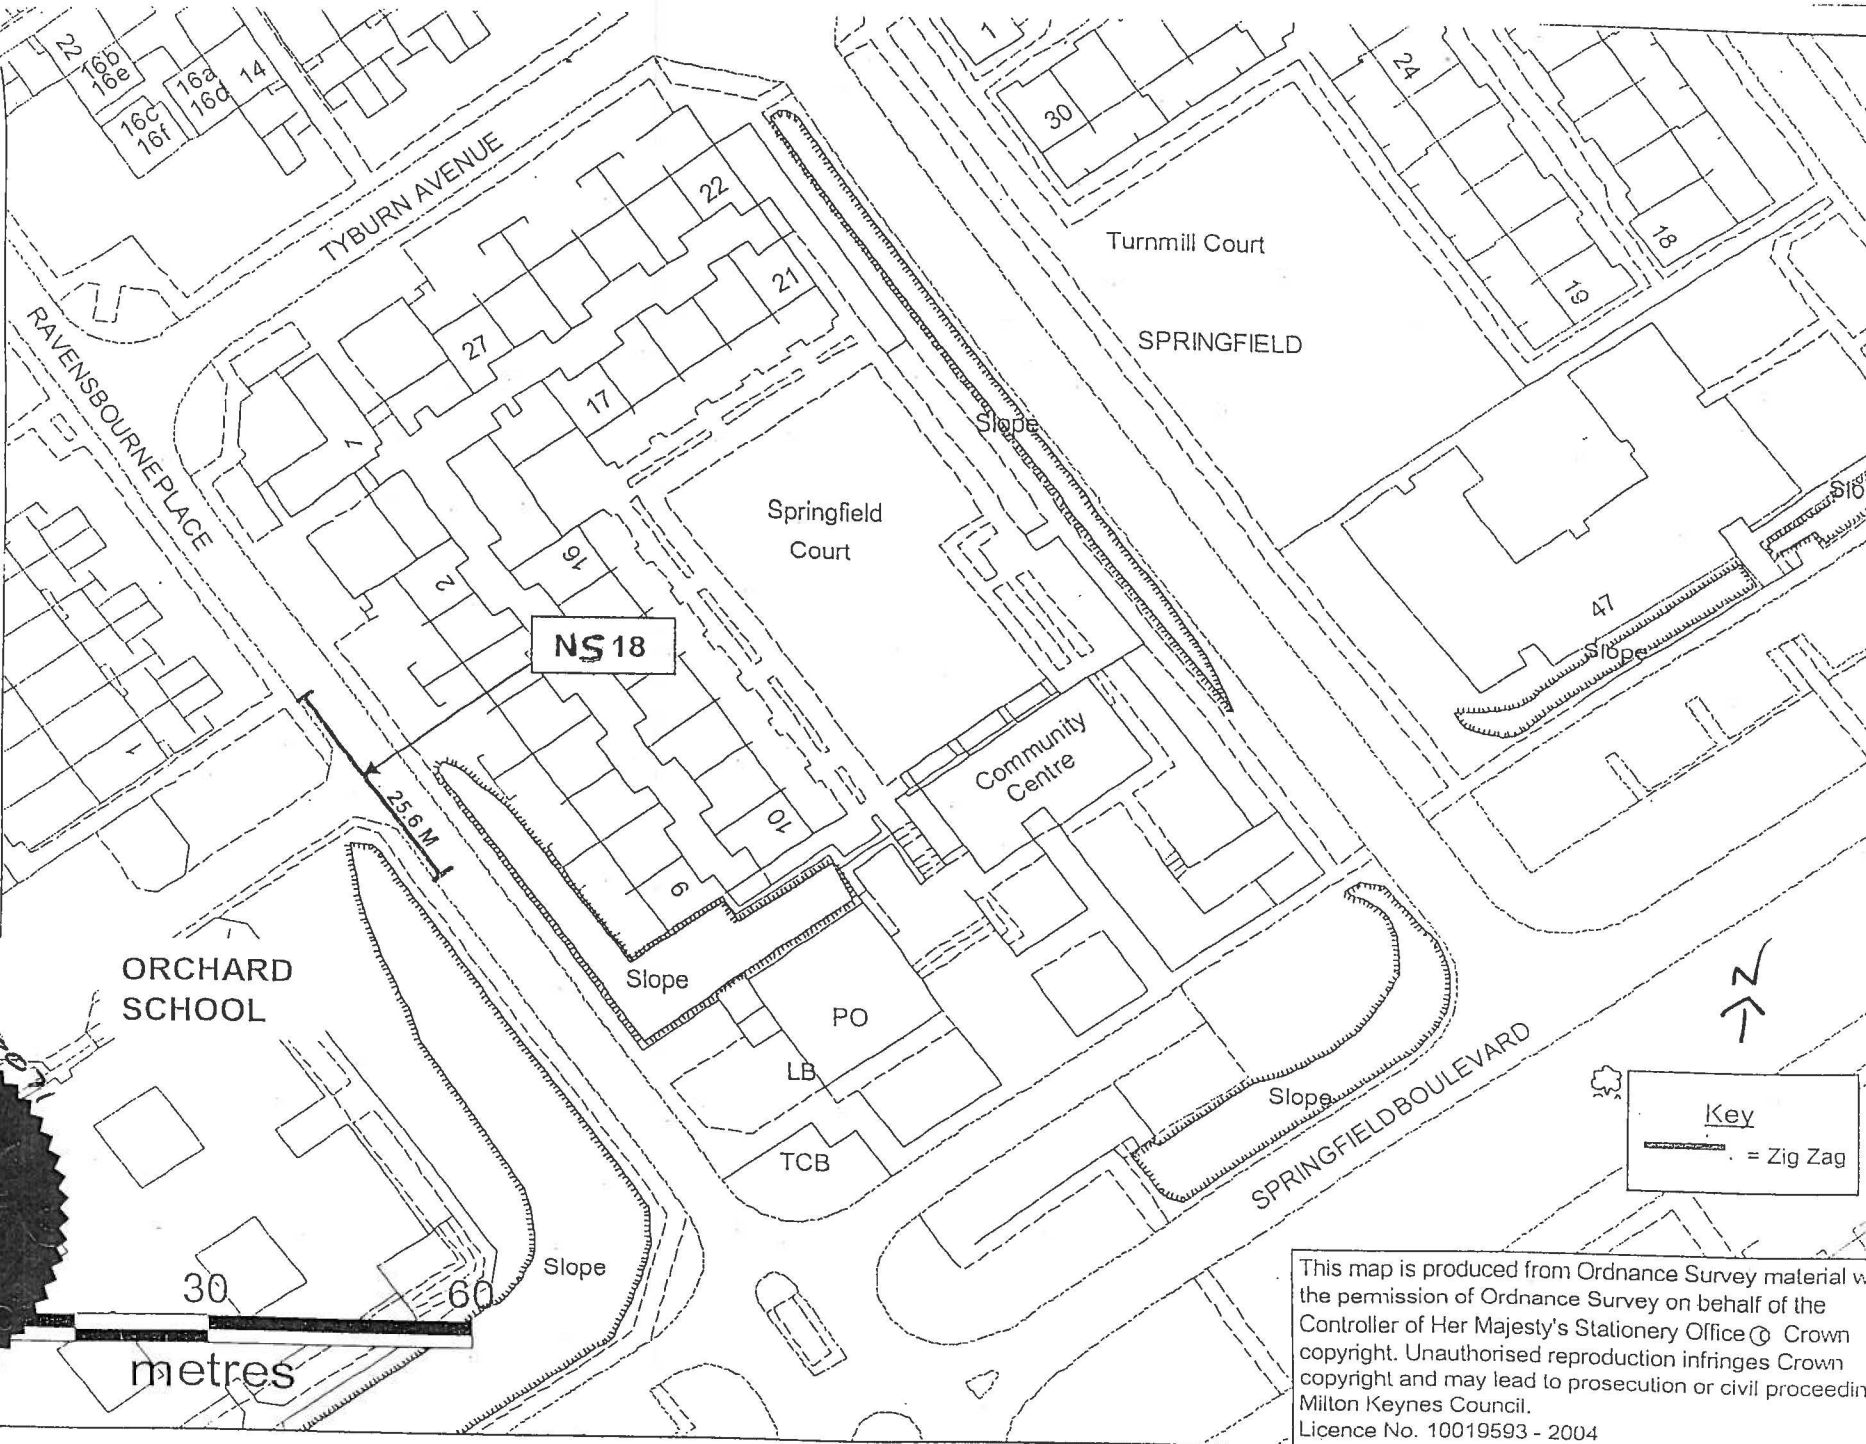 22
16b
16e
16a
16d
14
16c
16f
TYBURN AVENUE
RAVENSBOURNE PLACE
1
30
24
18
19
Turnmill Court
SPRINGFIELD
22
21
27
17
1
Slope
Springfield
Court
16
2
NS 18
Slo
47
Slope
1
25.6 M
Community
Centre
10
6
ORCHARD
SCHOOL
Slope
PO
LB
TCB
Slope
SPRINGFIELD BOULEVARD
N
Key
= Zig Zag
Slope
30
60
metres
This map is produced from Ordnance Survey material w
the permission of Ordnance Survey on behalf of the
Controller of Her Majesty's Stationery Office © Crown
copyright. Unauthorised reproduction infringes Crown
copyright and may lead to prosecution or civil proceedin
Milton Keynes Council.
Licence No. 10019593 - 2004